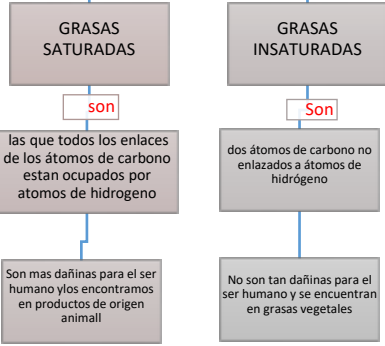 GRASAS
SATURADAS
son
las que todos los enlaces
de los átomos de carbono
estan ocupados por
atomos de hidrogeno
Son mas dañinas para el ser
humano ylos encontramos
en productos de origen
animall
GRASAS
INSATURADAS
Son
dos átomos de carbono no
enlazados a átomos de
hidrógeno
No son tan dañinas para el
ser humano y se encuentran
en grasas vegetales